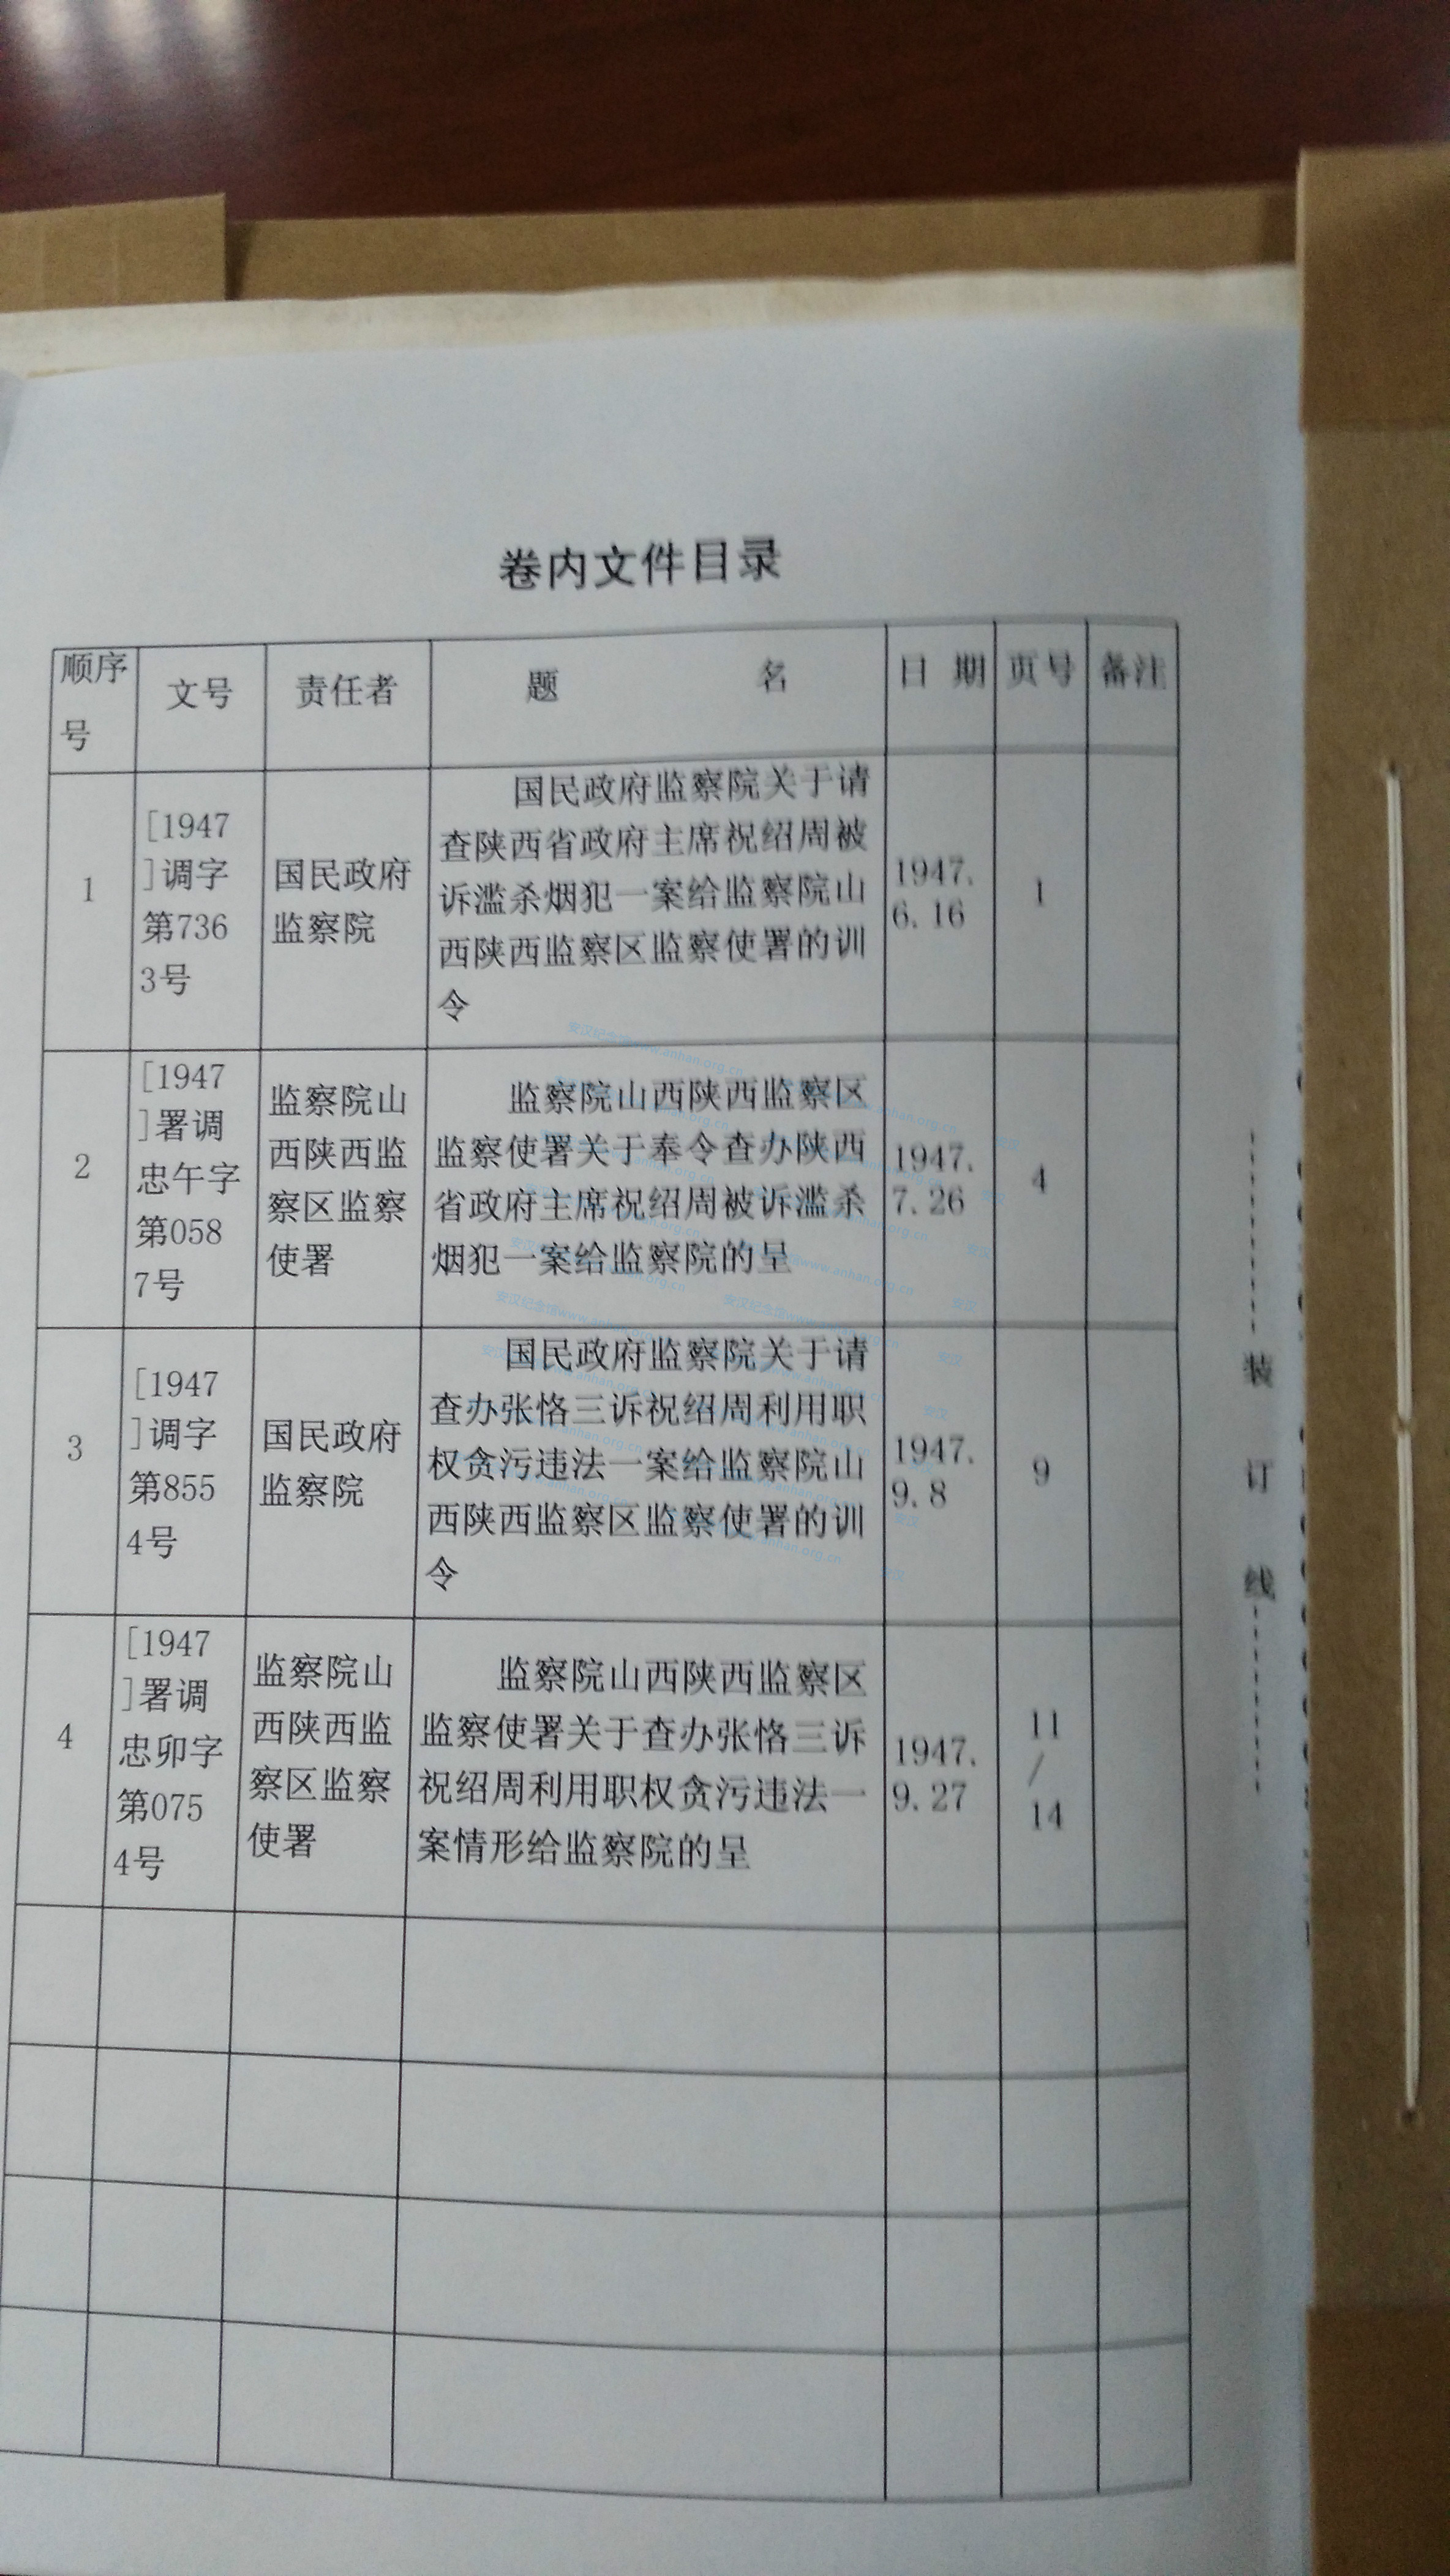 卷内文件目录
顺序号 文号 责任者 题 名 日 期 页号 备注
1
[1947
]调字
第736
3号
国民政府
监察院
国民政府监察院关于请
查陕西省政府主席祝绍周被
诉滥杀烟犯一案给监察院山
西陕西监察区监察使署的训
令
1947.
6.16
1
2
[1947
]署调
忠午字
第058
7号
监察院山
西陕西监
察区监察
使署
监察院山西陕西监察区
监察使署关于奉令查办陕西
省政府主席祝绍周被诉滥杀
烟犯一案给监察院的呈
1947.
7.26
4
3
[1947
]调字
第855
4号
国民政府
监察院
国民政府监察院关于请
查办张恪三诉祝绍周利用职
权贪污违法一案给监察院山
西陕西监察区监察使署的训
令
1947.
9.8
9
4
[1947
]署调
忠卯字
第075
4号
监察院山
西陕西监
察区监察
使署
监察院山西陕西监察区
监察使署关于查办张恪三诉
祝绍周利用职权贪污违法一
案情形给监察院的呈
1947.
9.27
11
/
14
装
订
线
安汉纪念馆www.anhan.org.cn